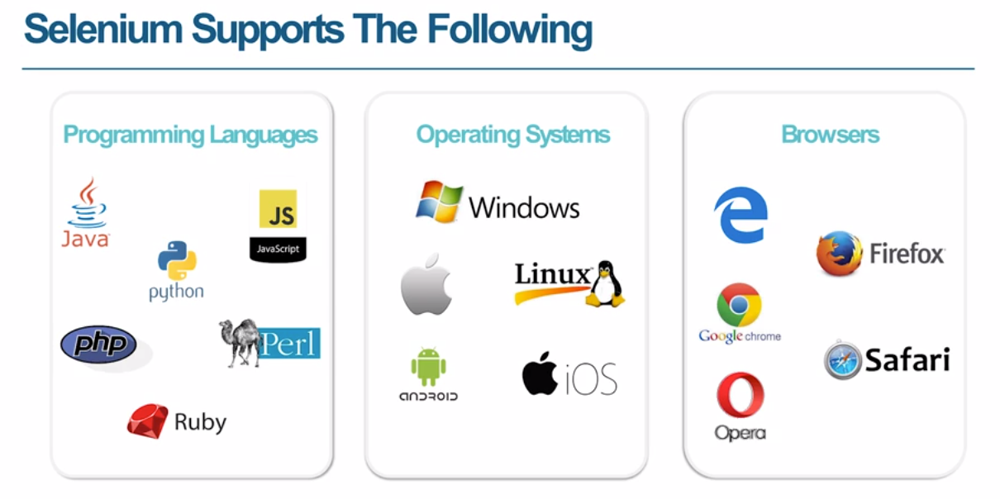 Selenium Supports The Following
Programming Languages
Java
JS
JavaScript
python
php
Perl
Ruby
Operating Systems
Windows
Linux
ANDROID
iOS
Browsers
Firefox
Google chrome
Safari
Opera